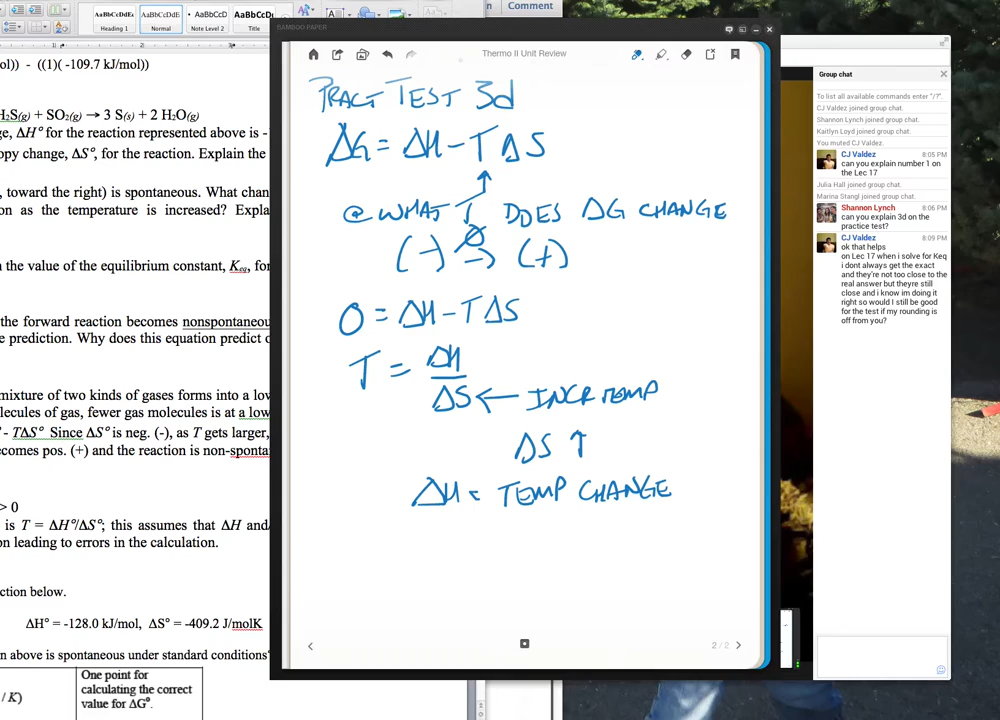 Comment
AaBbCcDdE
AaBbCcDdE
AaBbCcD
AaBbCcD
Heading 1
Normal
Note Level 2
Title
ol)) - ((1)( -109.7 kJ/mol))
H₂S(g) + SO₂(g) → 3 S(s) + 2 H₂O(g)
ge, ΔH° for the reaction represented above is -
opy change, ΔS°, for the reaction. Explain the
, toward the right) is spontaneous. What chan
on as the temperature is increased? Expla
n the value of the equilibrium constant, Keq, for
the forward reaction becomes nonspontaneou
e prediction. Why does this equation predict c
mixture of two kinds of gases forms into a lov
lecules of gas, fewer gas molecules is at a low
° - TΔS° Since ΔS° is neg. (-), as T gets larger,
comes pos. (+) and the reaction is non-sponta
> 0
is T = ΔH°/ΔS°; this assumes that ΔH and
on leading to errors in the calculation.
ction below.
ΔH° = -128.0 kJ/mol, ΔS° = -409.2 J/molK
n above is spontaneous under standard conditions?
/ K)
One point for
calculating the correct
value for ΔG°.
BAMBOO PAPER
Thermo II Unit Review
PRACT TEST 3d
ΔG = ΔH - T ΔS
@ WHAT T DOES ΔG CHANGE
(-) → (+)
0 = ΔH - T ΔS
T = ΔH
ΔS ← INCR TEMP
ΔS ↑
ΔH = TEMP CHANGE
2 / 2
Group chat
To list all available commands enter "/?".
CJ Valdez joined group chat.
Shannon Lynch joined group chat.
Kaitlyn Loyd joined group chat.
You muted CJ Valdez.
CJ Valdez 8:05 PM
can you explain number 1 on
the Lec 17
Julia Hall joined group chat.
Marina Stangl joined group chat.
Shannon Lynch 8:06 PM
can you explain 3d on the
practice test?
CJ Valdez 8:09 PM
ok that helps
on Lec 17 when i solve for Keq
i dont always get the exact
and they're not too close to the
real answer but theyre still
close and i know im doing it
right so would I still be good
for the test if my rounding is
off from you?